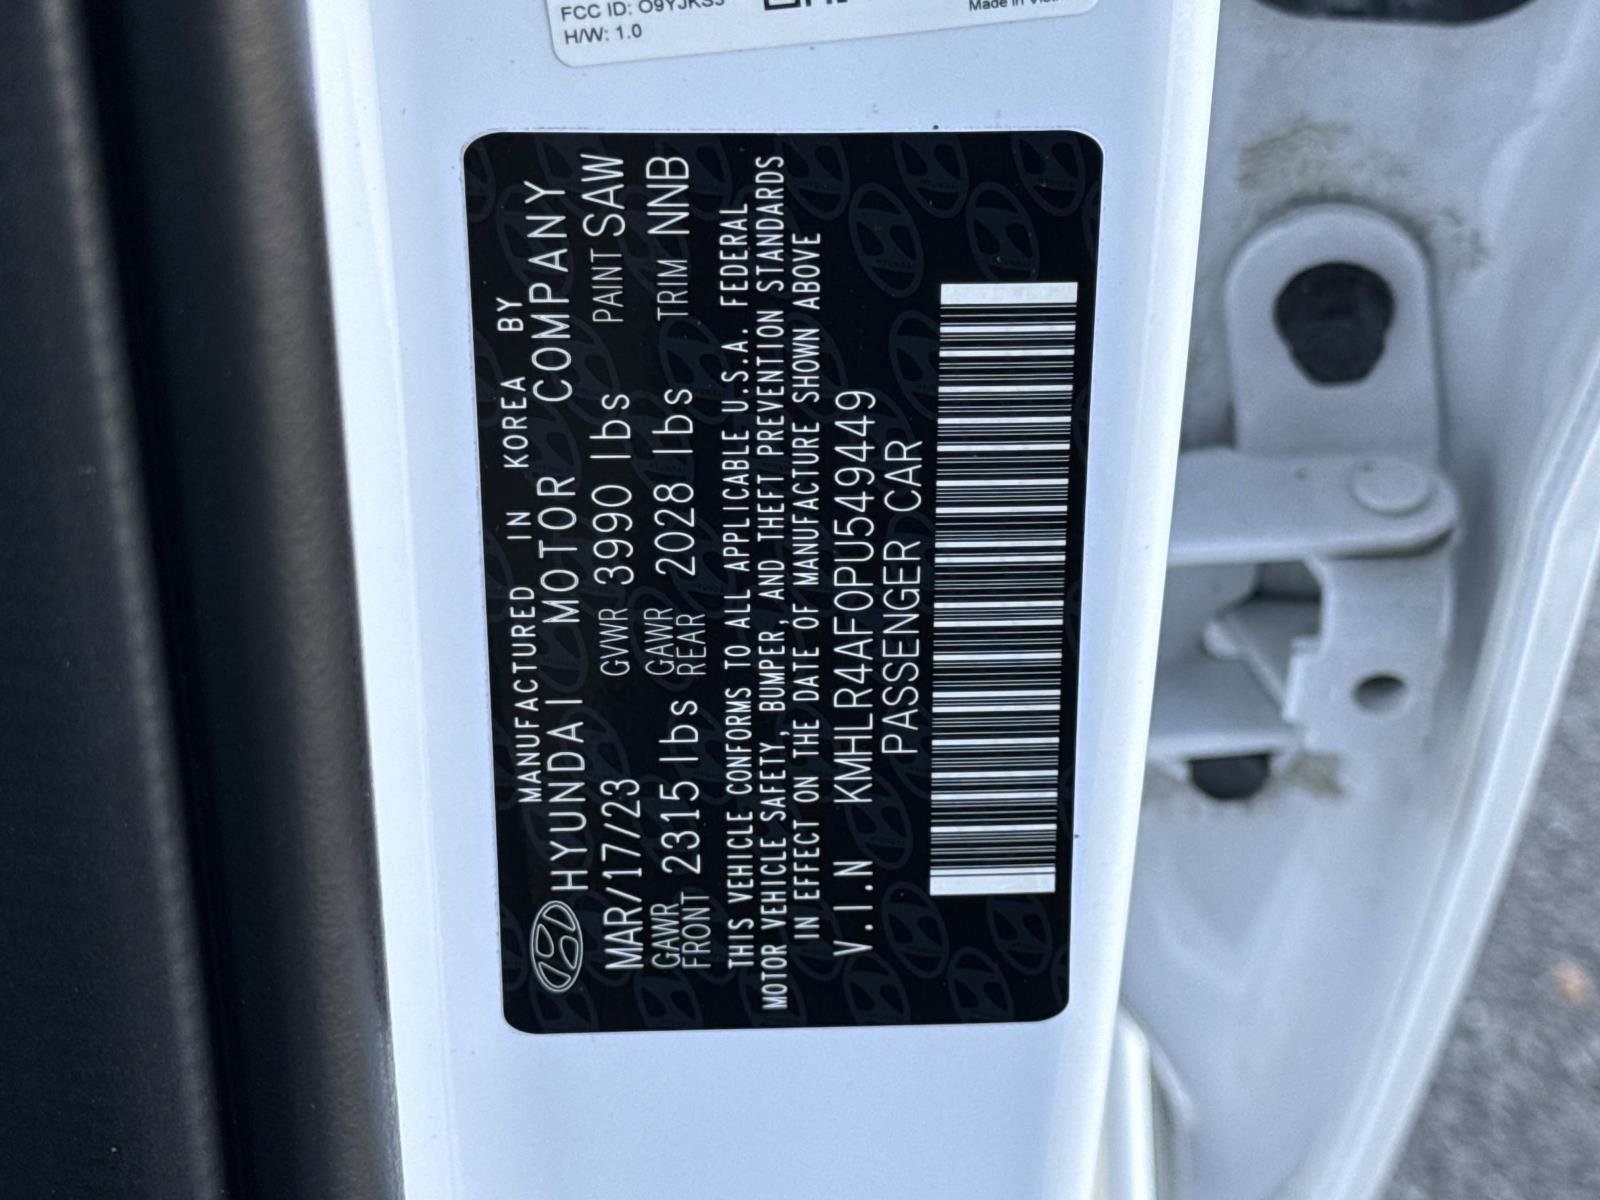 FCC ID: O9YJKS3
H/W: 1.0
Made in
MANUFACTURED IN KOREA BY
HYUNDAI MOTOR COMPANY
MAR/17/23 GVWR 3990 lbs PAINT SAW
GAWR FRONT 2315 lbs GAWR REAR 2028 lbs TRIM NNB
THIS VEHICLE CONFORMS TO ALL APPLICABLE U.S.A. FEDERAL
MOTOR VEHICLE SAFETY, BUMPER, AND THEFT PREVENTION STANDARDS
IN EFFECT ON THE DATE OF MANUFACTURE SHOWN ABOVE
V.I.N KMHLR4AF0PU549449
PASSENGER CAR